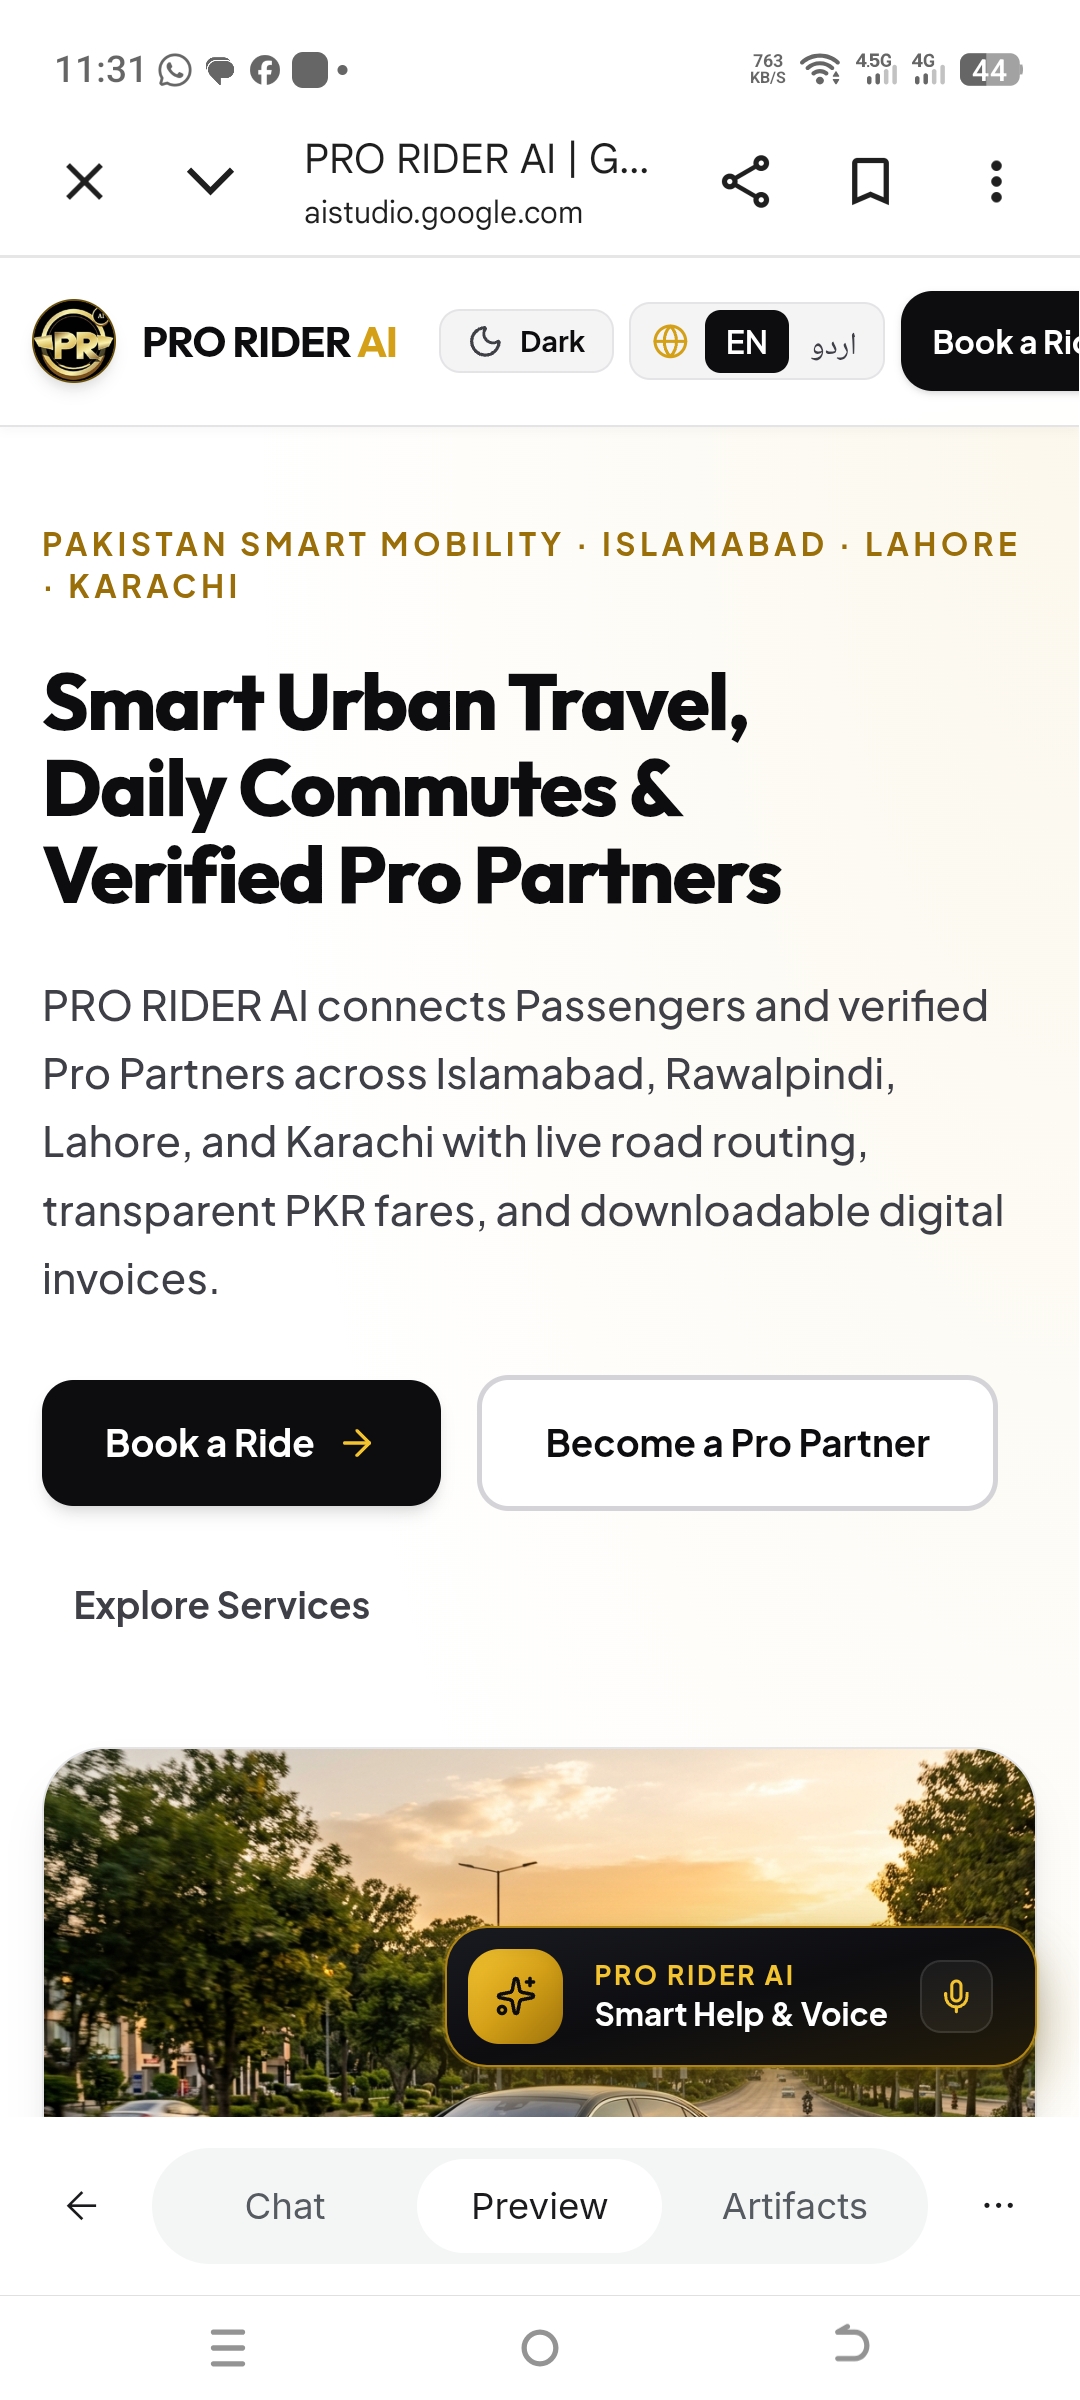 11:31
763 KB/S 4.5G 4G 44
PRO RIDER AI | G...
aistudio.google.com
PR AI PRO RIDER AI Dark EN اردو Book a Ric
PAKISTAN SMART MOBILITY · ISLAMABAD · LAHORE
· KARACHI
Smart Urban Travel,
Daily Commutes &
Verified Pro Partners
PRO RIDER AI connects Passengers and verified
Pro Partners across Islamabad, Rawalpindi,
Lahore, and Karachi with live road routing,
transparent PKR fares, and downloadable digital
invoices.
Book a Ride → Become a Pro Partner
Explore Services
PRO RIDER AI
Smart Help & Voice
Chat Preview Artifacts